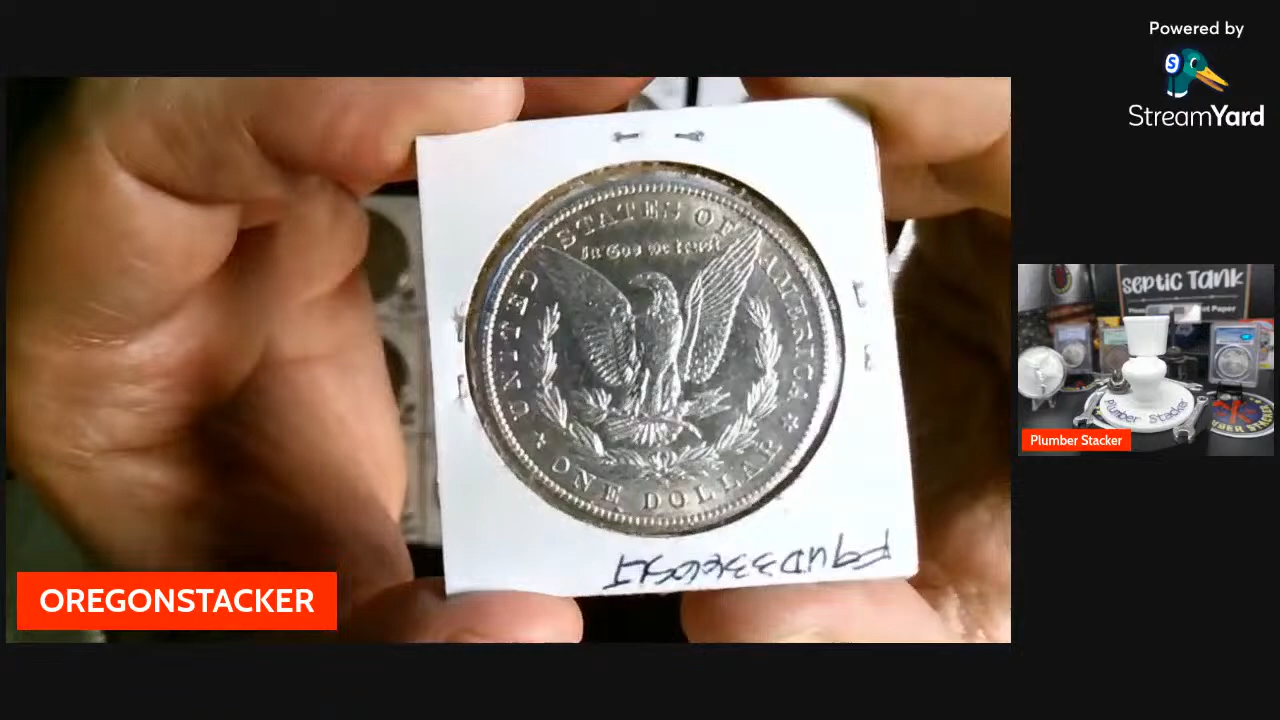 Powered by
StreamYard
UNITED STATES OF AMERICA
In God we trust
ONE DOLLAR
OREGONSTACKER
SEPTIC TANK
Plumber Stacker
Plumber Stacker